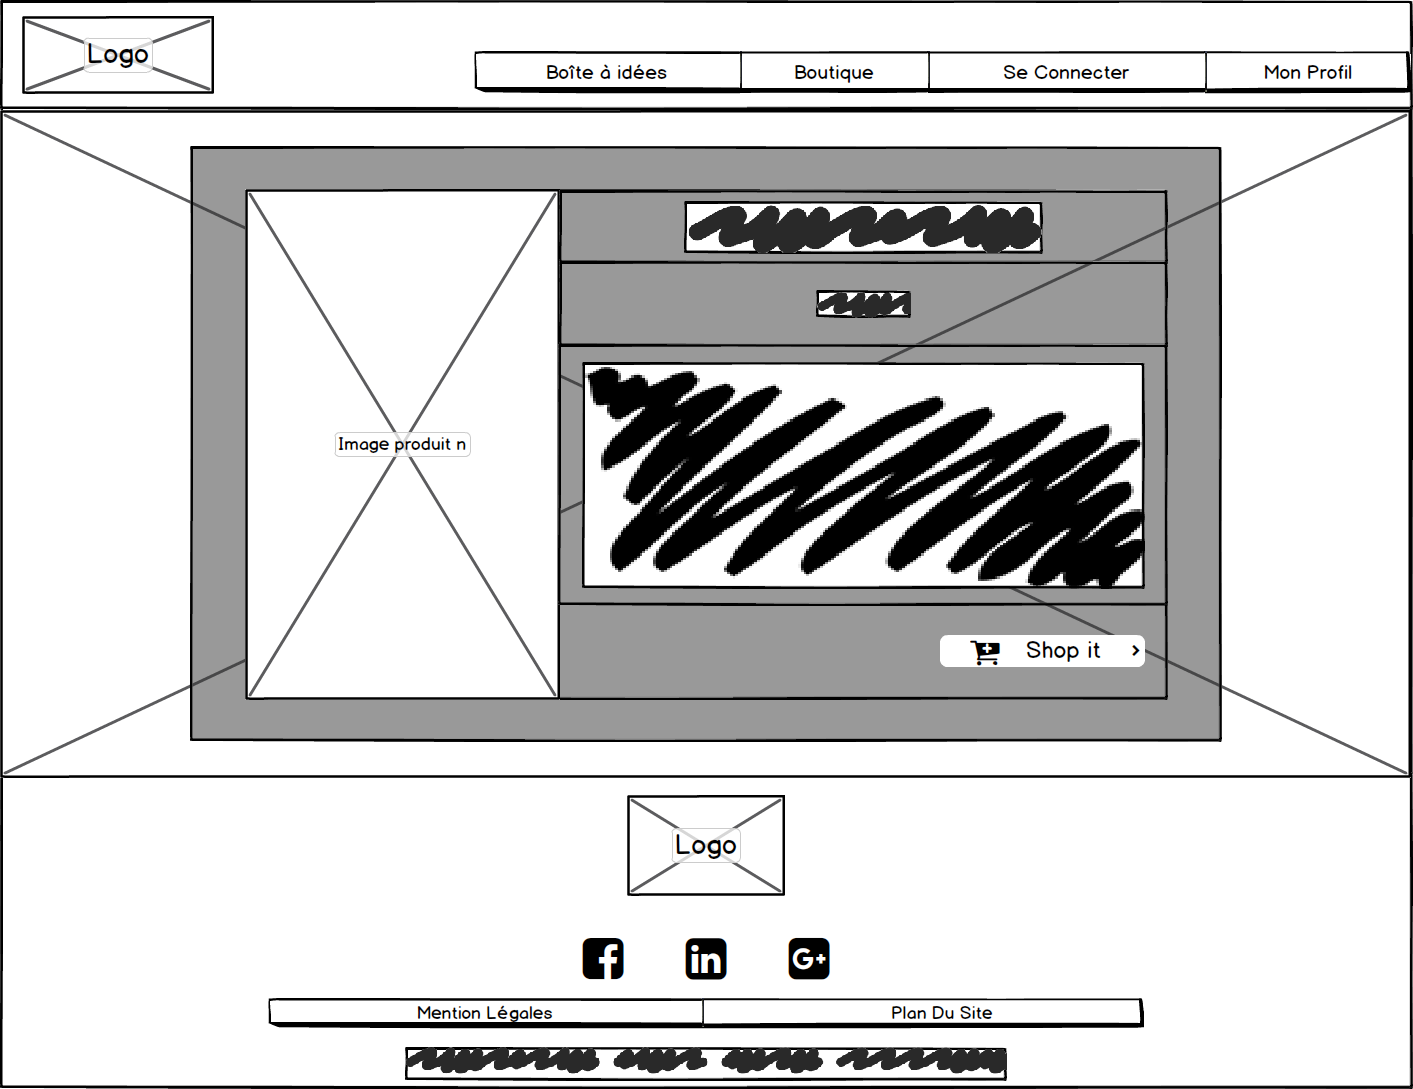 Logo
Boîte à idées Boutique Se Connecter Mon Profil
Image produit n
Shop it
Logo
Mention Légales Plan Du Site